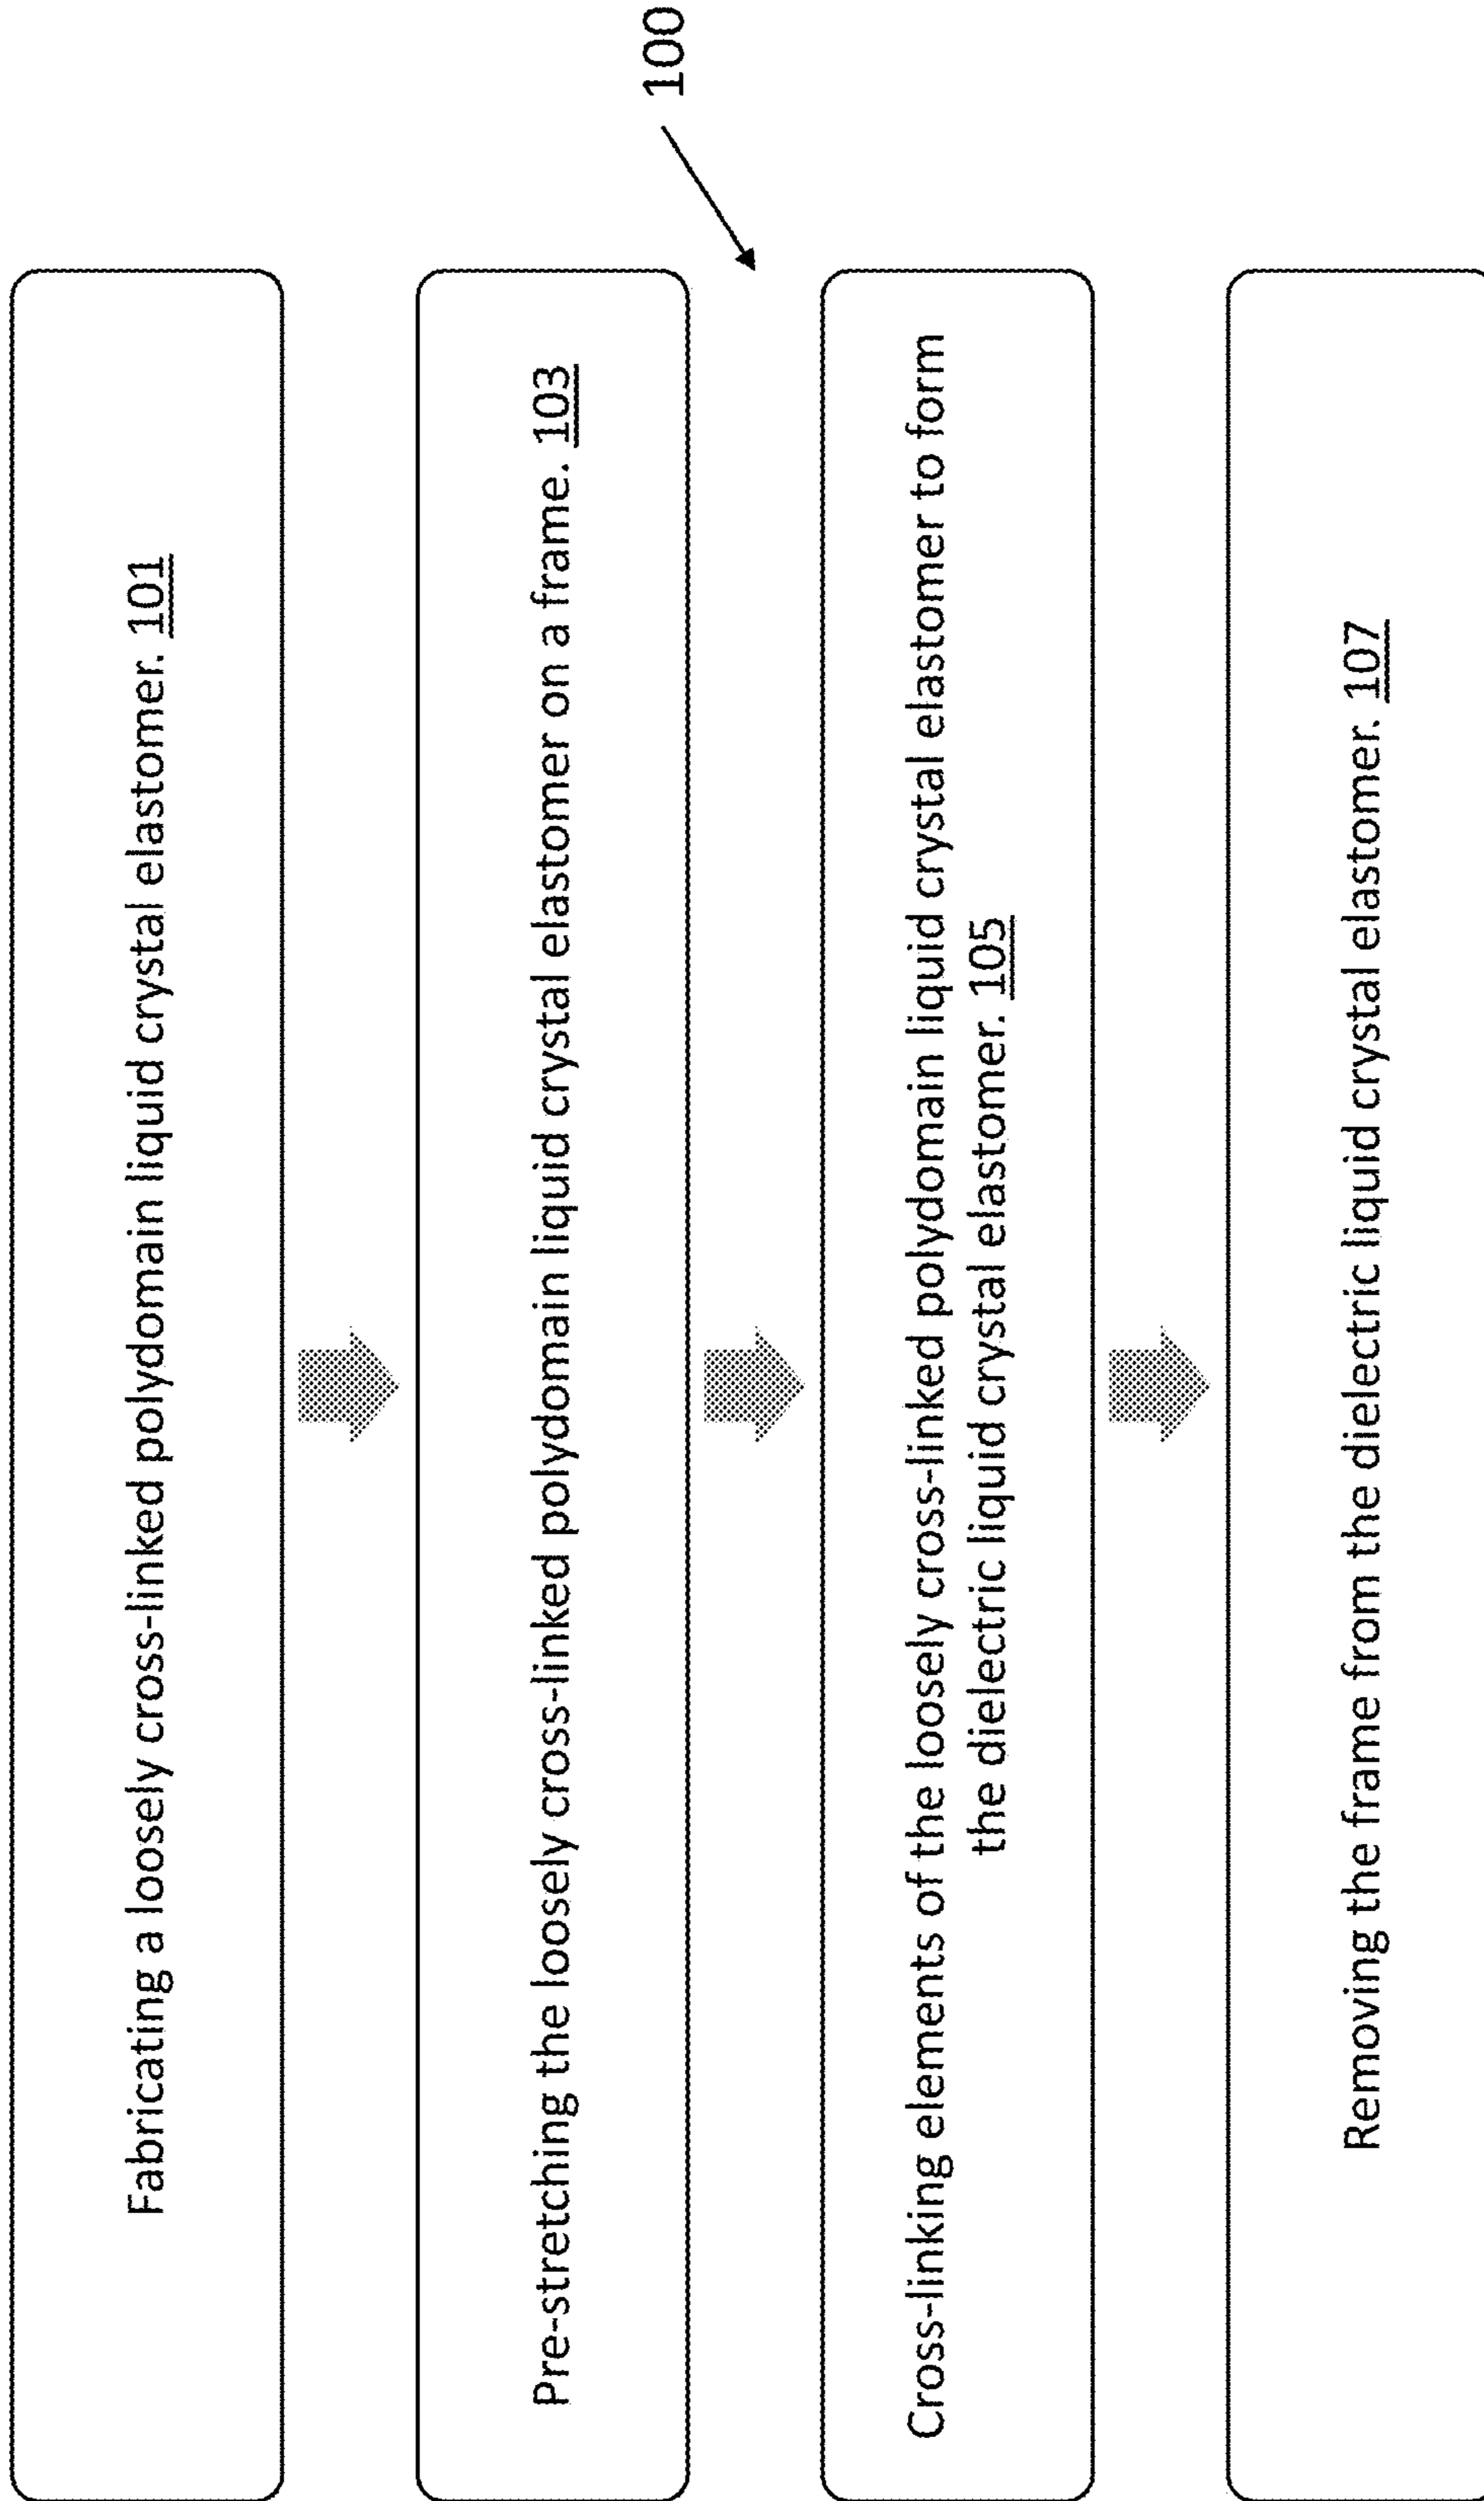 Fabricating a loosely cross-linked polydomain liquid crystal elastomer. 101
Pre-stretching the loosely cross-linked polydomain liquid crystal elastomer on a frame. 103
100
Cross-linking elements of the loosely cross-linked polydomain liquid crystal elastomer to form
the dielectric liquid crystal elastomer. 105
Removing the frame from the dielectric liquid crystal elastomer. 107